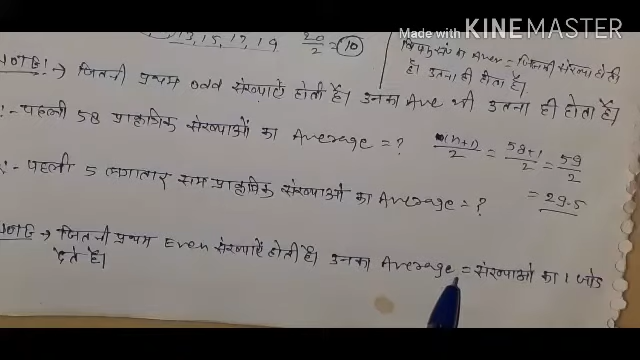 13, 15, 17, 19 20/2 = 10
Made with KINEMASTER
विषम सं० का Aver = जितनी संख्या होती
है। उतना ही होता है।
NOTE:→ जितनी प्रथम odd संख्याएँ होती है। उनका Ave भी उतना ही होता है।
:- पहली 58 प्राकृतिक संख्याओं का Average = ? (n+1)/2 = 58+1/2 = 59/2
= 29.5
:- पहली 5 लगातार सम प्राकृतिक संख्याओं का Average = ?
NOTE → जितनी प्रथम Even संख्याएँ होती है। उनका Average = संख्याओं का 1 जोड
देते है।